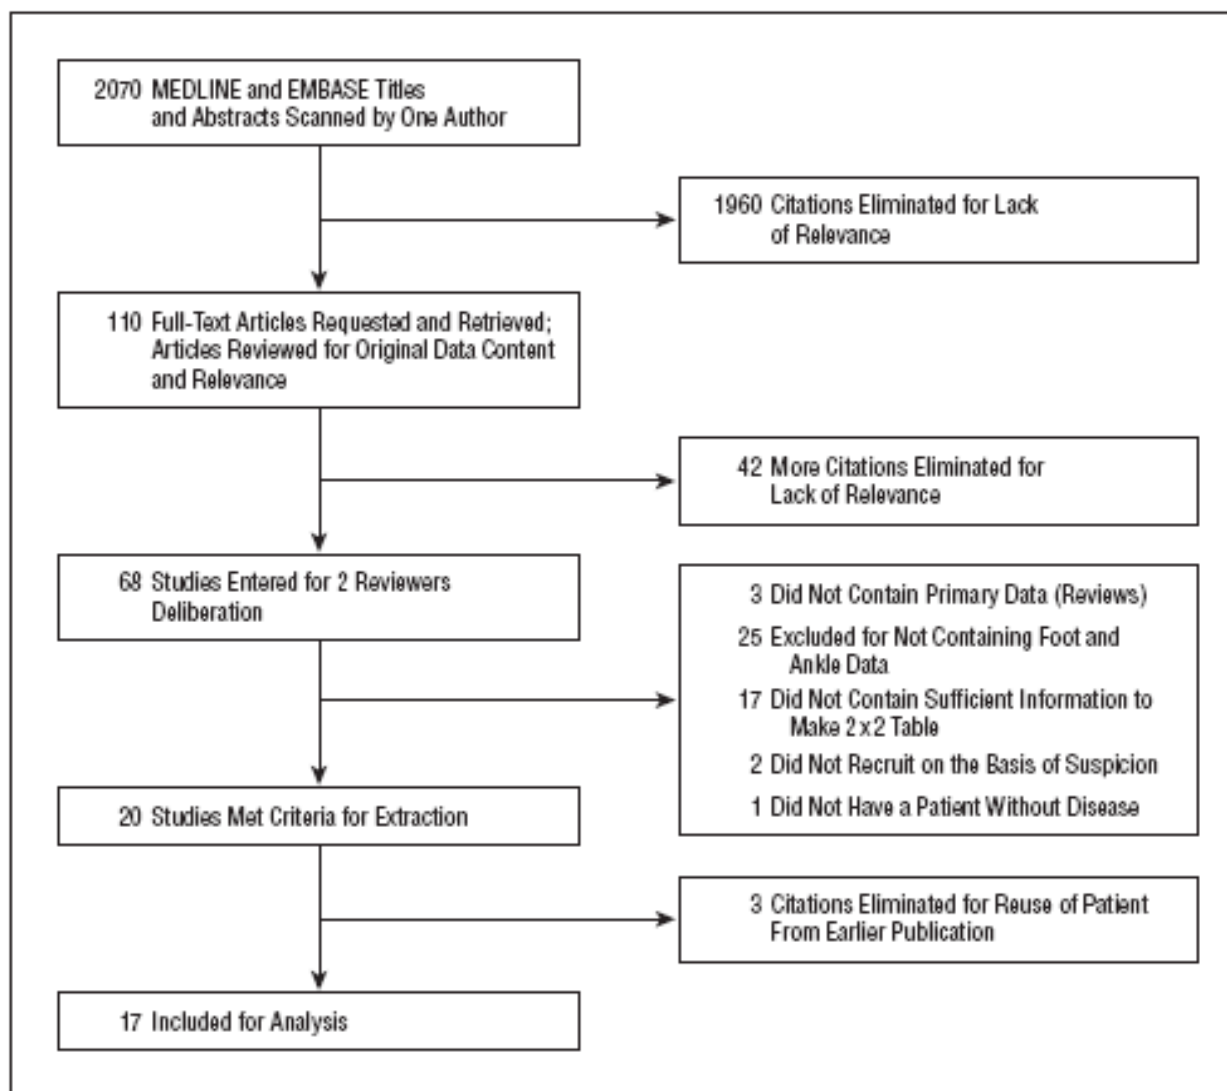 2070 MEDLINE and EMBASE Titles
and Abstracts Scanned by One Author
1960 Citations Eliminated for Lack
of Relevance
110 Full-Text Articles Requested and Retrieved;
Articles Reviewed for Original Data Content
and Relevance
42 More Citations Eliminated for
Lack of Relevance
68 Studies Entered for 2 Reviewers
Deliberation
3 Did Not Contain Primary Data (Reviews)
25 Excluded for Not Containing Foot and
Ankle Data
17 Did Not Contain Sufficient Information to
Make 2 x 2 Table
2 Did Not Recruit on the Basis of Suspicion
1 Did Not Have a Patient Without Disease
20 Studies Met Criteria for Extraction
3 Citations Eliminated for Reuse of Patient
From Earlier Publication
17 Included for Analysis